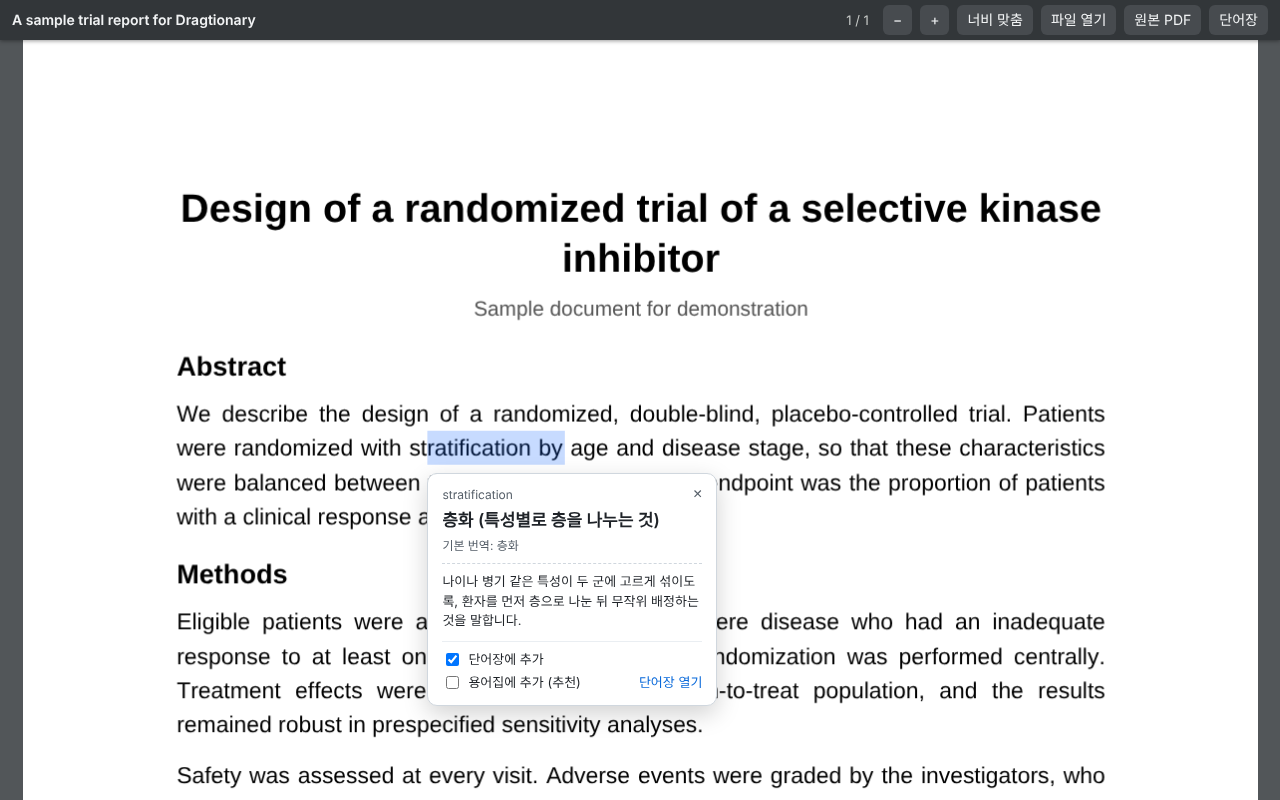 A sample trial report for Dragtionary
1 / 1
−
+
너비 맞춤
파일 열기
원본 PDF
단어장
Design of a randomized trial of a selective kinase
inhibitor
Sample document for demonstration
Abstract
We describe the design of a randomized, double-blind, placebo-controlled trial. Patients
were randomized with stratification by age and disease stage, so that these characteristics
were balanced between ndpoint was the proportion of patients
with a clinical response a
stratification
×
층화 (특성별로 층을 나누는 것)
기본 번역: 층화
나이나 병기 같은 특성이 두 군에 고르게 섞이도
록, 환자를 먼저 층으로 나눈 뒤 무작위 배정하는
것을 말합니다.
단어장에 추가
용어집에 추가 (추천)
단어장 열기
Methods
Eligible patients were a ere disease who had an inadequate
response to at least on ndomization was performed centrally.
Treatment effects were -to-treat population, and the results
remained robust in prespecified sensitivity analyses.
Safety was assessed at every visit. Adverse events were graded by the investigators, who